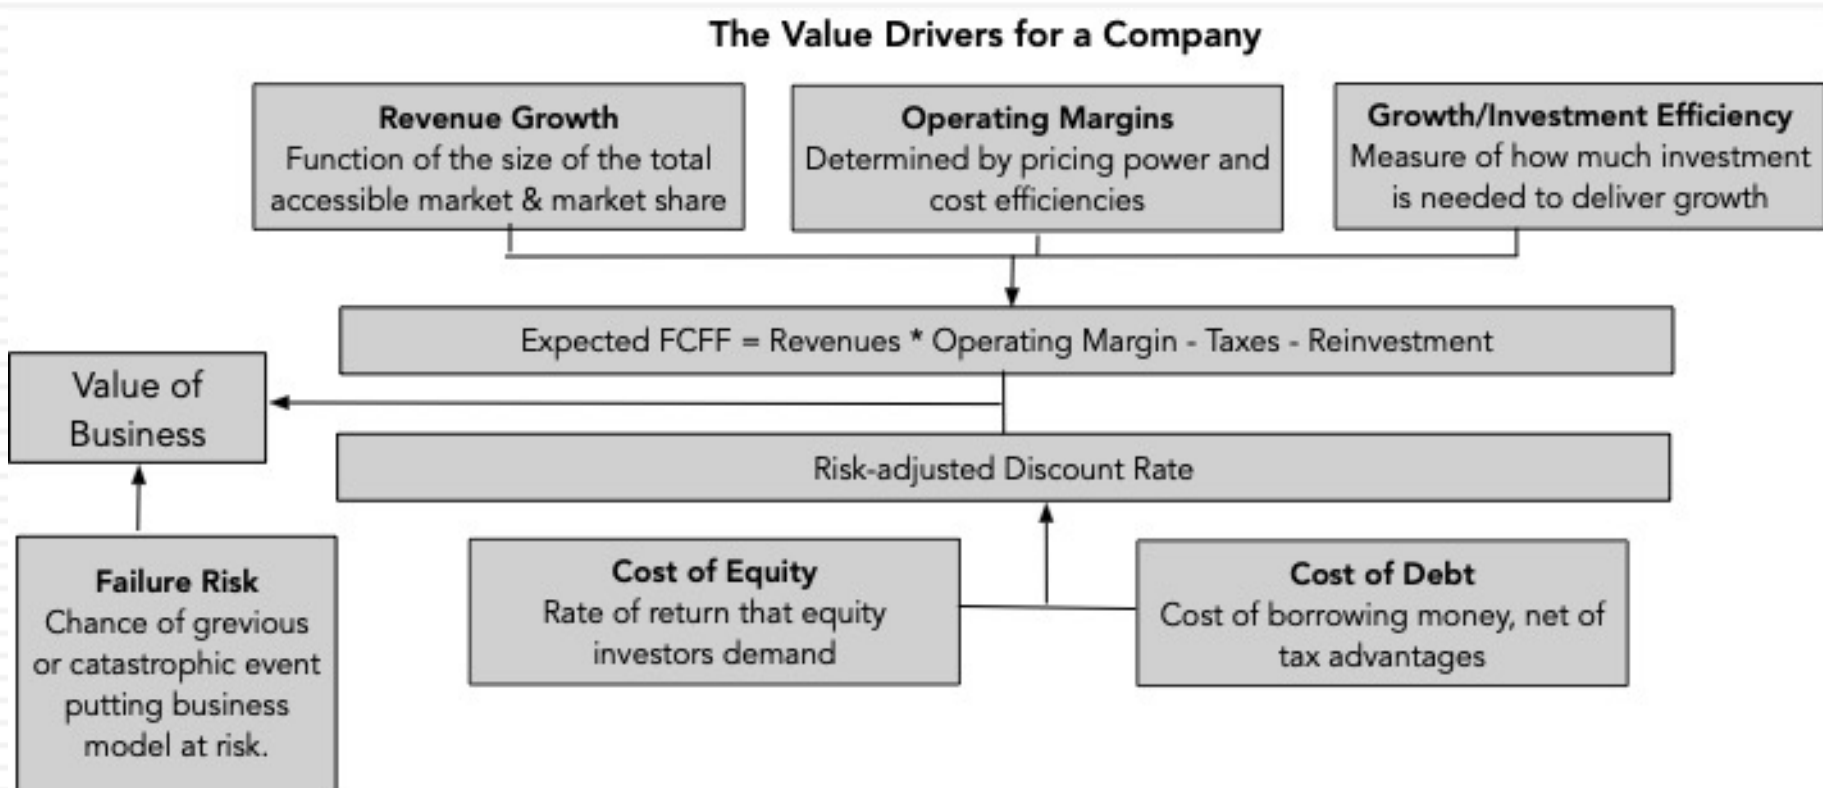 The Value Drivers for a Company
Revenue Growth
Function of the size of the total
accessible market & market share
Operating Margins
Determined by pricing power and
cost efficiencies
Growth/Investment Efficiency
Measure of how much investment
is needed to deliver growth
Expected FCFF = Revenues * Operating Margin - Taxes - Reinvestment
Value of
Business
Risk-adjusted Discount Rate
Failure Risk
Chance of grevious
or catastrophic event
putting business
model at risk.
Cost of Equity
Rate of return that equity
investors demand
Cost of Debt
Cost of borrowing money, net of
tax advantages